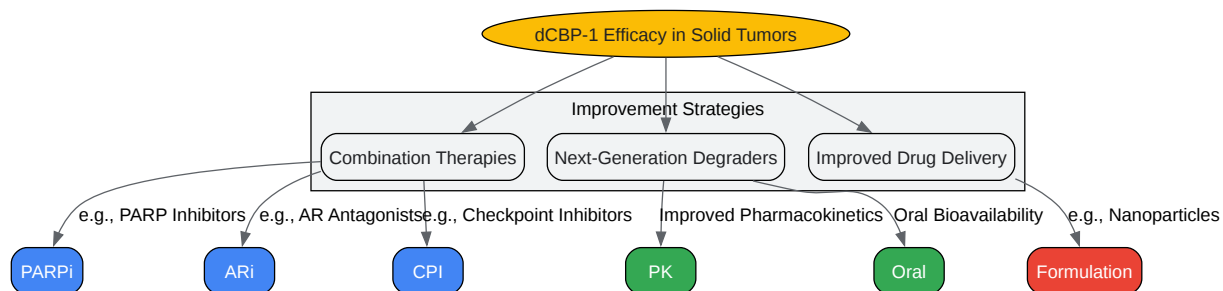 dCBP-1 Efficacy in Solid Tumors
Improvement Strategies
Combination Therapies
Next-Generation Degraders
Improved Drug Delivery
e.g., PARP Inhibitors
e.g., AR Antagonists
e.g., Checkpoint Inhibitors
Improved Pharmacokinetics
Oral Bioavailability
e.g., Nanoparticles
PARPi
ARi
CPI
PK
Oral
Formulation